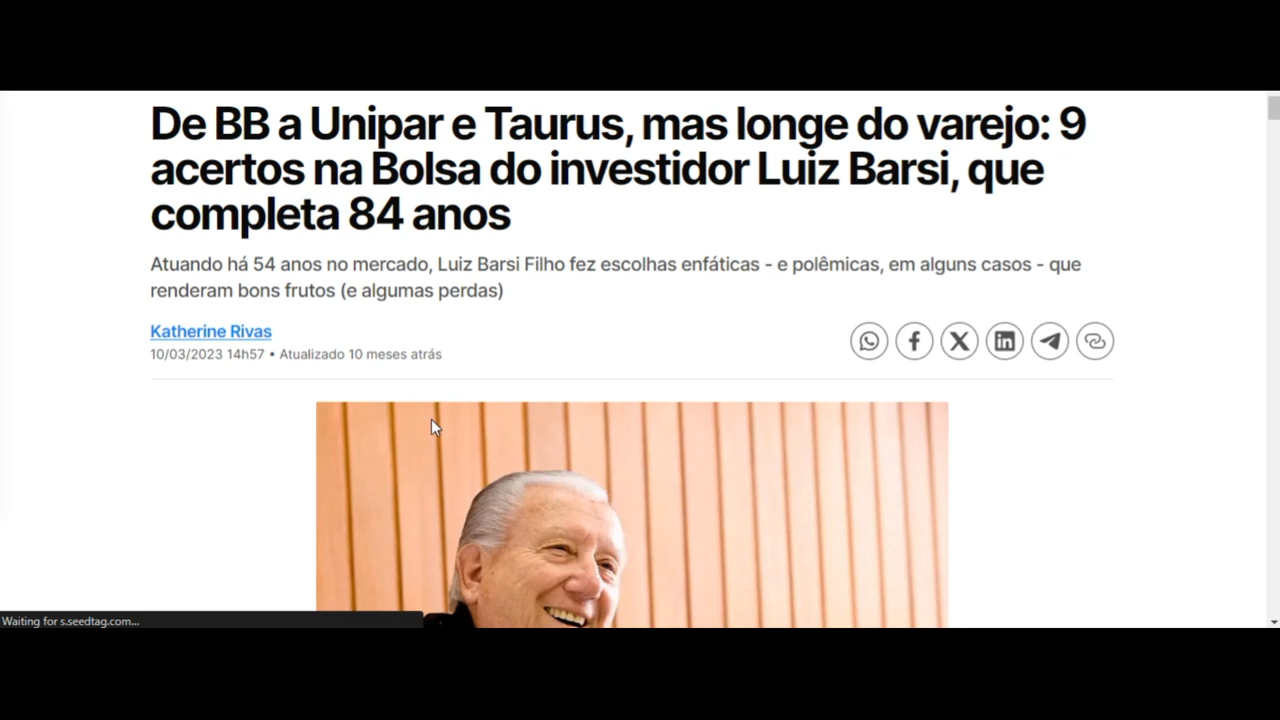 De BB a Unipar e Taurus, mas longe do varejo: 9
acertos na Bolsa do investidor Luiz Barsi, que
completa 84 anos
Atuando há 54 anos no mercado, Luiz Barsi Filho fez escolhas enfáticas - e polêmicas, em alguns casos - que
renderam bons frutos (e algumas perdas)
Katherine Rivas
10/03/2023 14h57 • Atualizado 10 meses atrás
Waiting for s.seedtag.com...